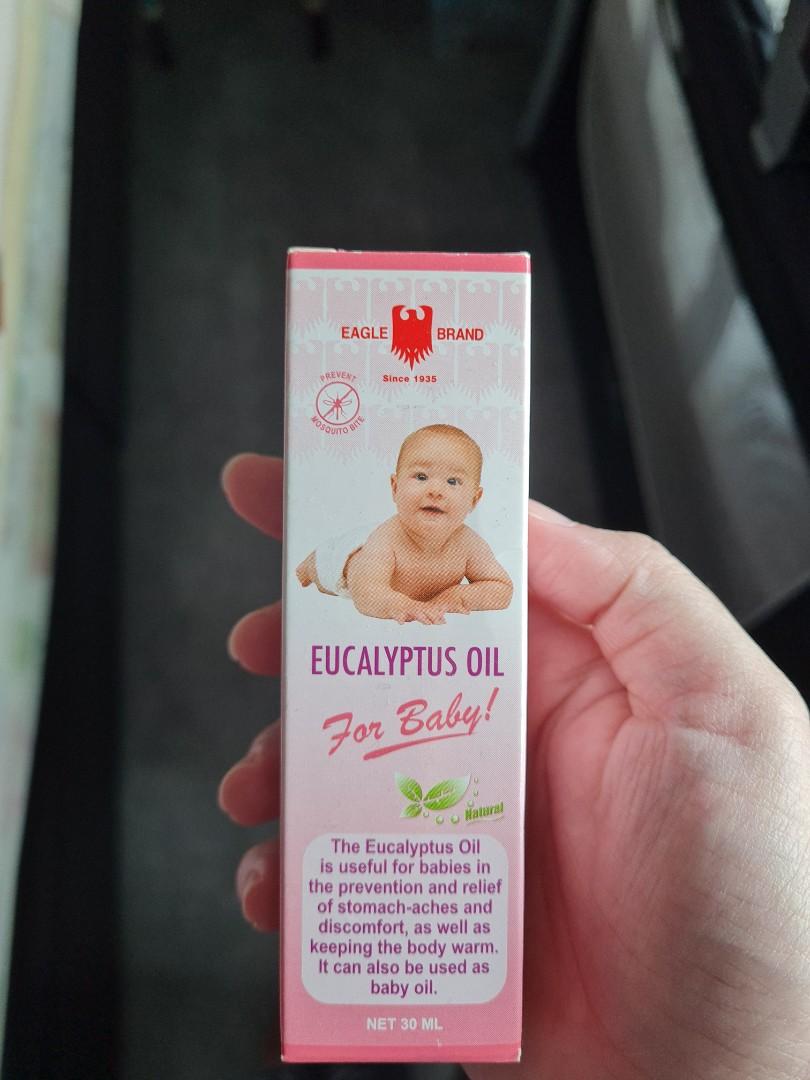 EAGLE BRAND
Since 1935
PREVENT
MOSQUITO BITE
EUCALYPTUS OIL
For Baby!
Natural
The Eucalyptus Oil
is useful for babies in
the prevention and relief
of stomach-aches and
discomfort, as well as
keeping the body warm.
It can also be used as
baby oil.
NET 30 ML